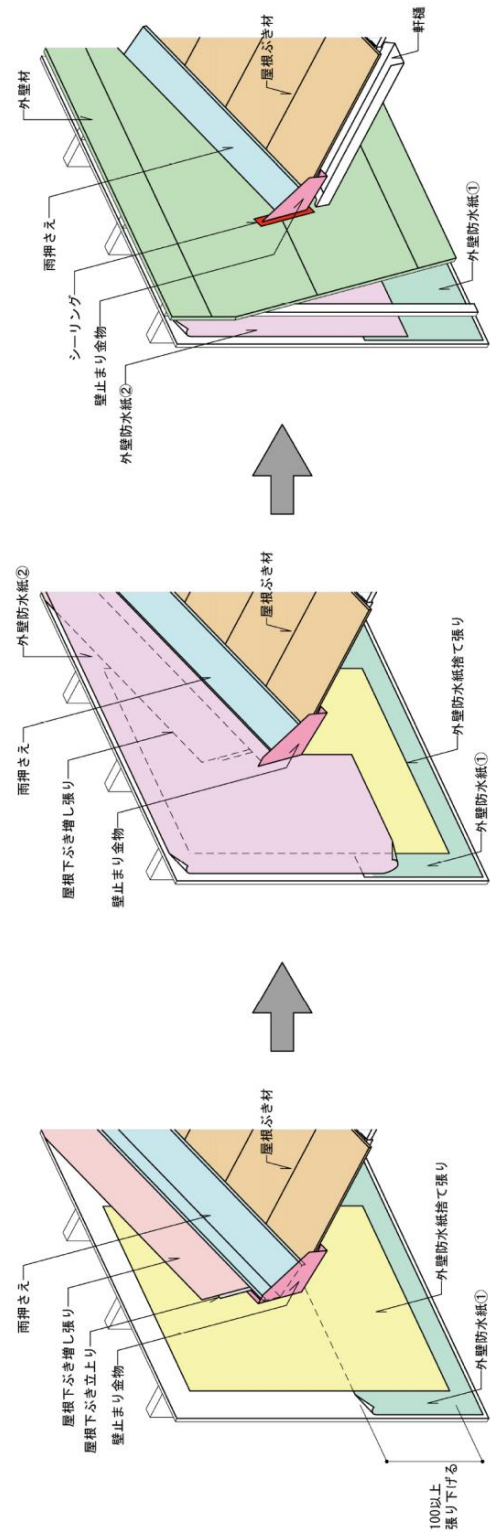 雨押さえ
屋根下ぶき増し張り
屋根下ぶき立上り
壁止まり金物
屋根ぶき材
外壁防水紙捨て張り
外壁防水紙①
100以上
張り下げる
外壁防水紙②
雨押さえ
屋根下ぶき増し張り
壁止まり金物
屋根ぶき材
外壁防水紙捨て張り
外壁防水紙①
外壁材
雨押さえ
シーリング
壁止まり金物
外壁防水紙②
屋根ぶき材
軒樋
外壁防水紙①